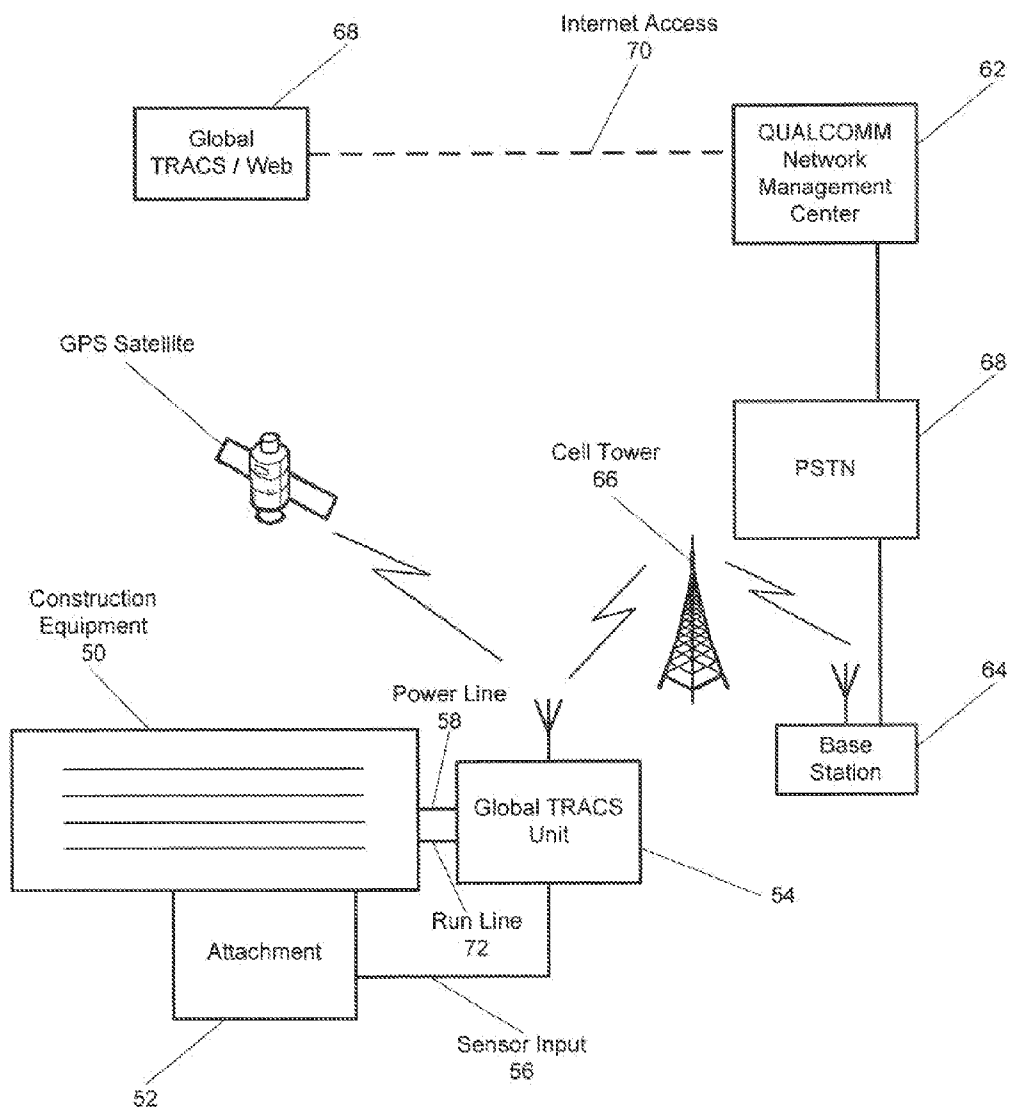 68
Internet Access
70
62
Global
TRACS / Web
QUALCOMM
Network
Management
Center
GPS Satellite
68
Cell Tower
66
PSTN
Construction
Equipment
50
Power Line
58
64
Base
Station
Global TRACS
Unit
54
Run Line
72
Attachment
Sensor Input
56
52